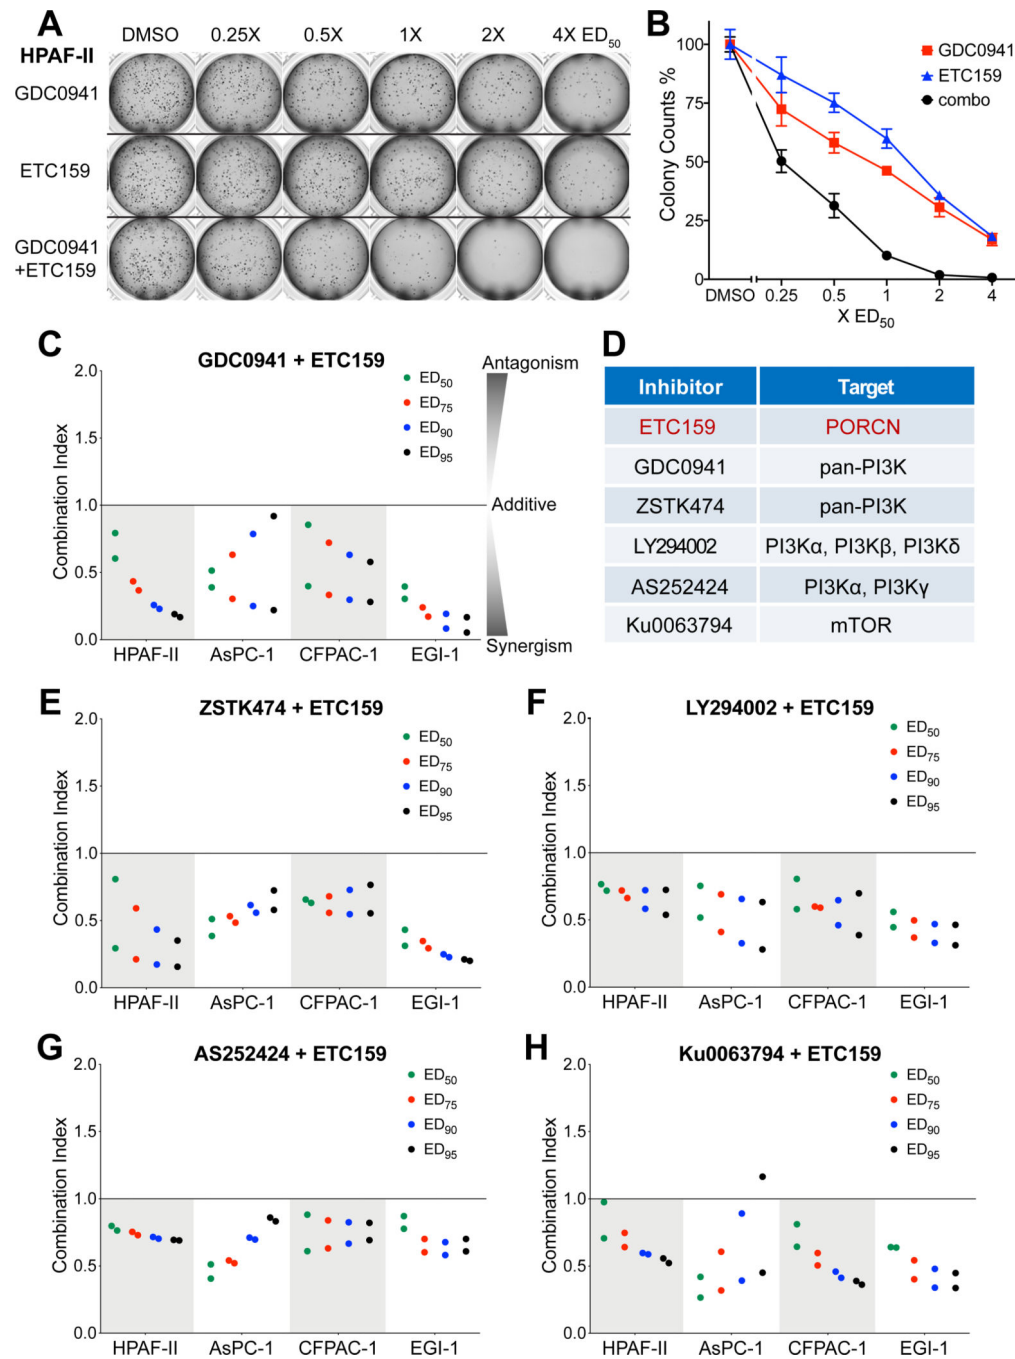 A
DMSO 0.25X 0.5X 1X 2X 4X ED50
HPAF-II
GDC0941
ETC159
GDC0941
+ETC159
B
Colony Counts %
100
75
50
25
0
DMSO 0.25 0.5 1 2 4
X ED50
GDC0941
ETC159
combo
C
GDC0941 + ETC159
Combination Index
2.0
1.5
1.0
0.5
0.0
ED50
ED75
ED90
ED95
HPAF-II AsPC-1 CFPAC-1 EGI-1
Antagonism
Additive
Synergism
D
Inhibitor Target
ETC159 PORCN
GDC0941 pan-PI3K
ZSTK474 pan-PI3K
LY294002 PI3Kα, PI3Kβ, PI3Kδ
AS252424 PI3Kα, PI3Kγ
Ku0063794 mTOR
E
ZSTK474 + ETC159
Combination Index
2.0
1.5
1.0
0.5
0.0
ED50
ED75
ED90
ED95
HPAF-II AsPC-1 CFPAC-1 EGI-1
F
LY294002 + ETC159
Combination Index
2.0
1.5
1.0
0.5
0.0
ED50
ED75
ED90
ED95
HPAF-II AsPC-1 CFPAC-1 EGI-1
G
AS252424 + ETC159
Combination Index
2.0
1.5
1.0
0.5
0.0
ED50
ED75
ED90
ED95
HPAF-II AsPC-1 CFPAC-1 EGI-1
H
Ku0063794 + ETC159
Combination Index
2.0
1.5
1.0
0.5
0.0
ED50
ED75
ED90
ED95
HPAF-II AsPC-1 CFPAC-1 EGI-1